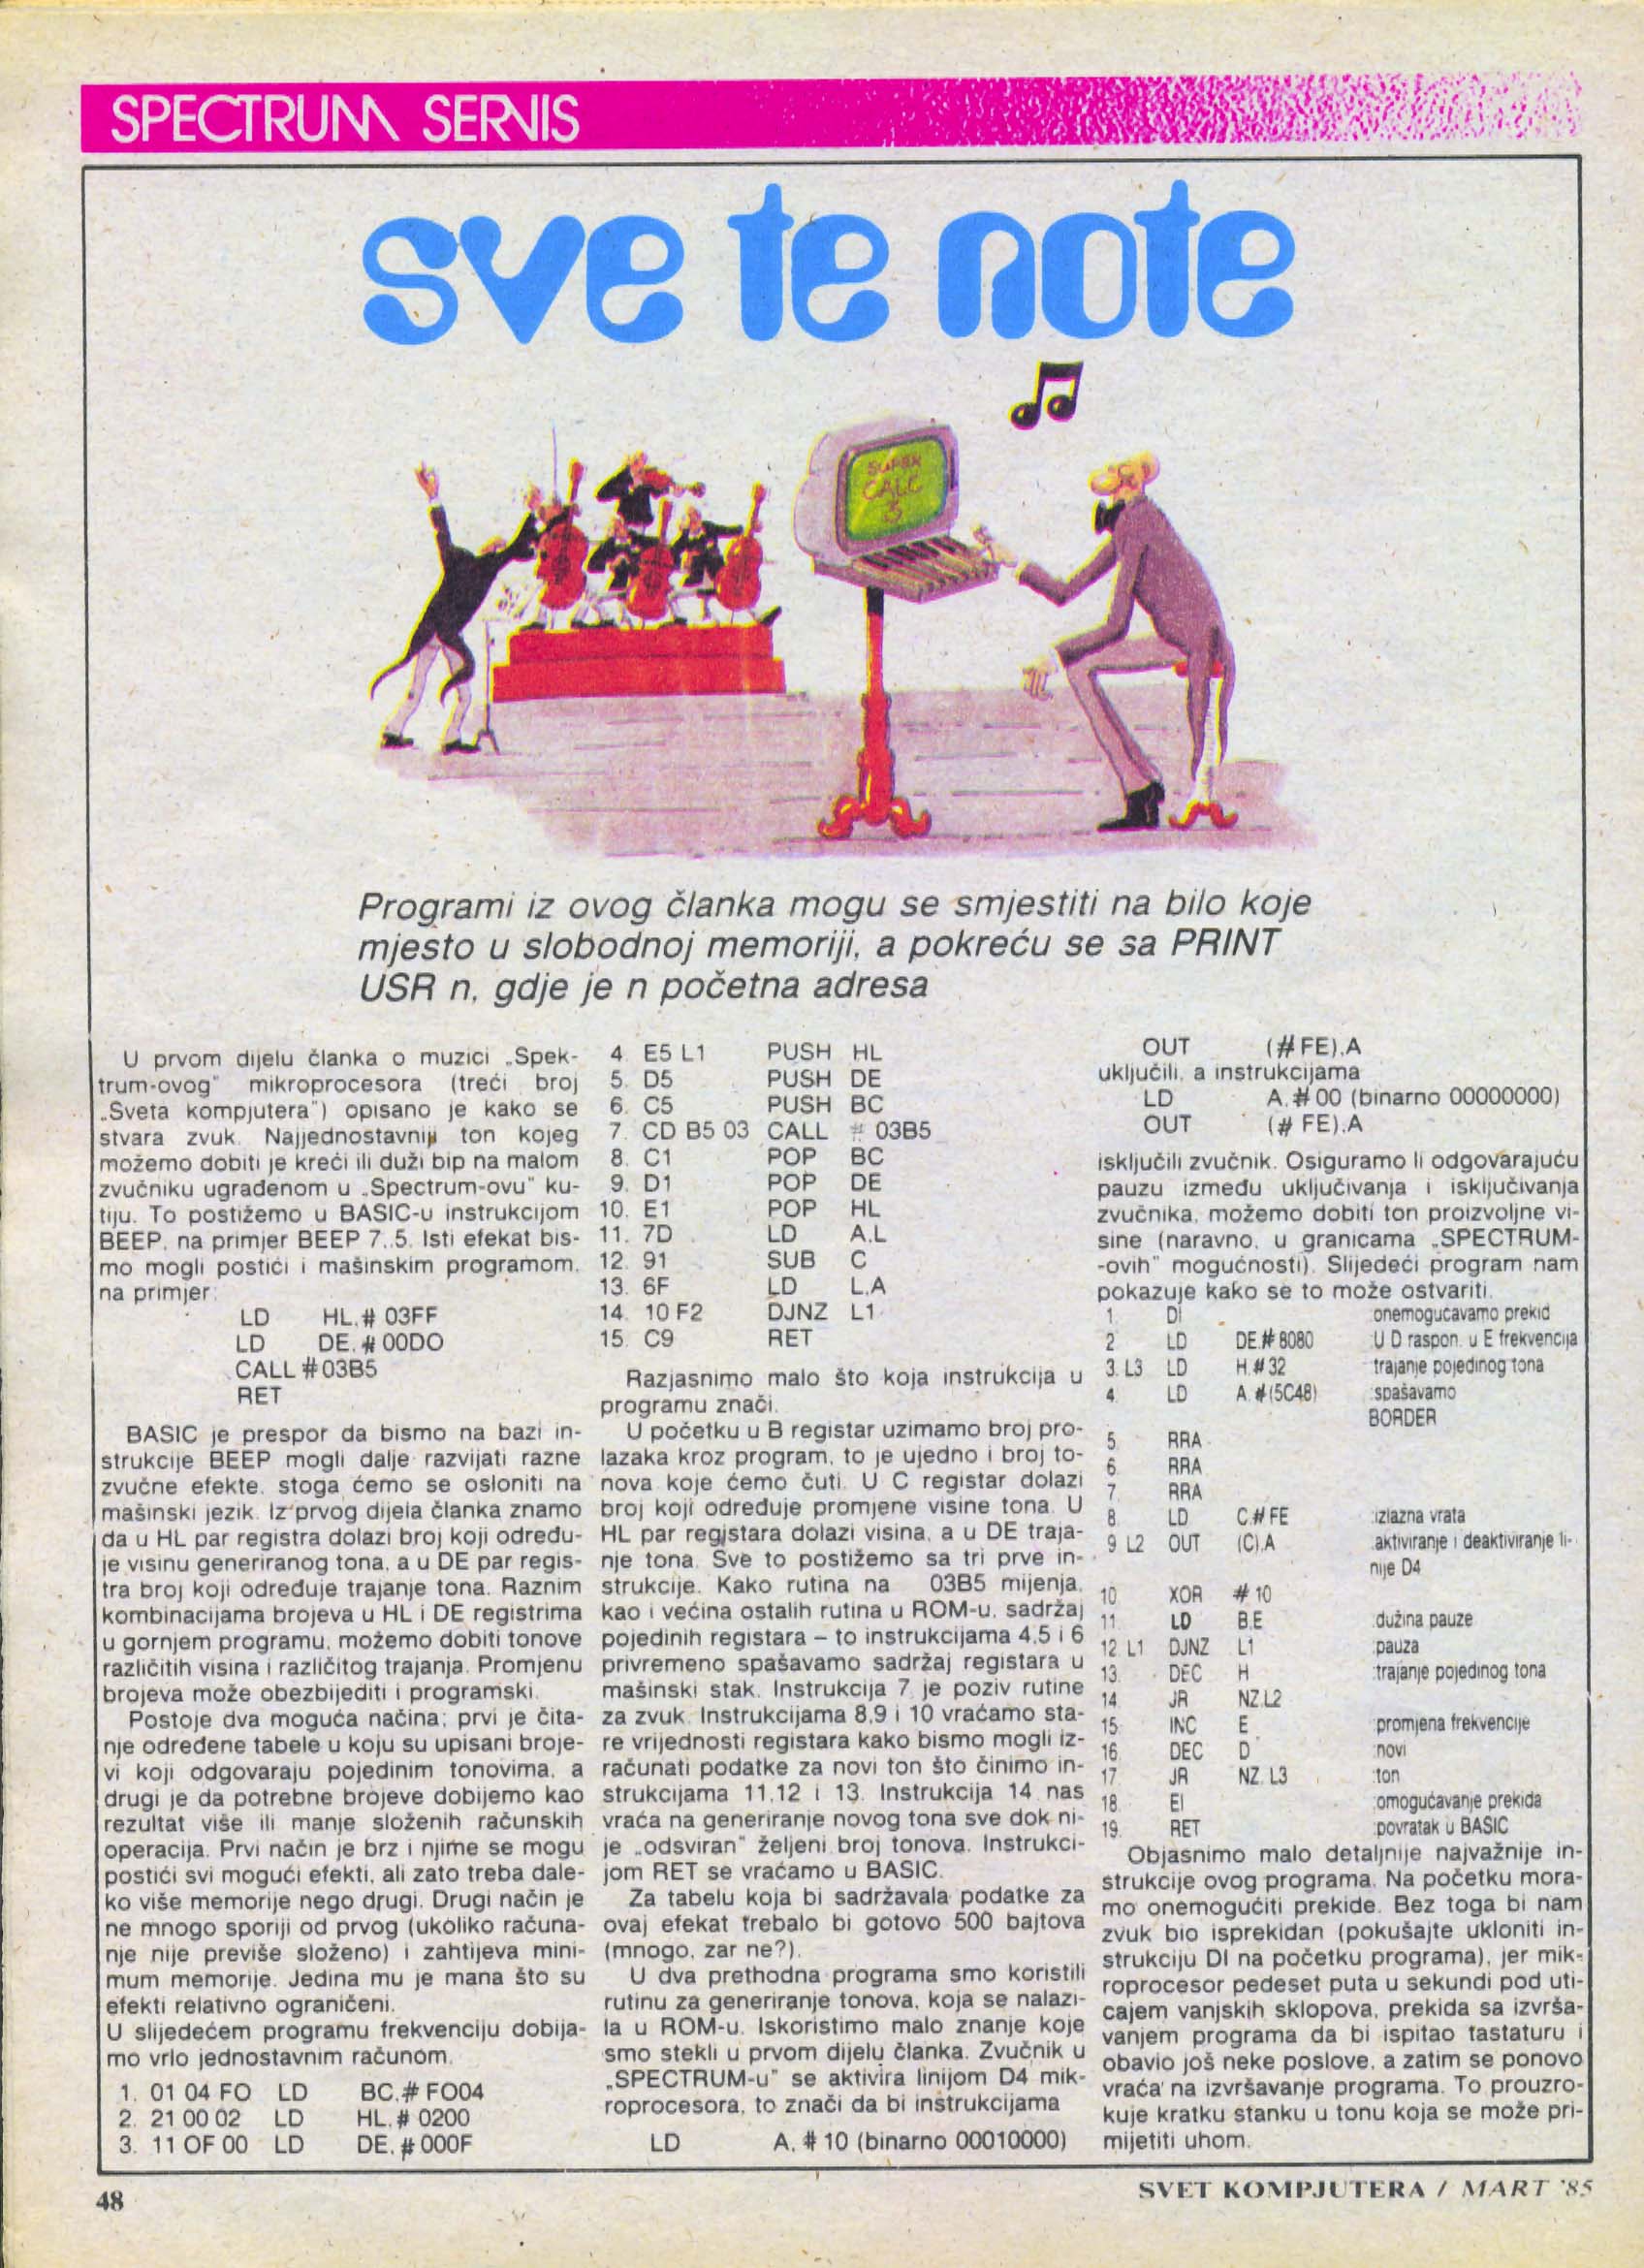 SPECTRUM SERVIS
sve te note
SUPER
CALC
3
Programi iz ovog članka mogu se smjestiti na bilo koje
mjesto u slobodnoj memoriji, a pokreću se sa PRINT
USR n, gdje je n početna adresa
U prvom dijelu članka o muzici „Spek-
trum-ovog" mikroprocesora (treći broj
„Sveta kompjutera") opisano je kako se
stvara zvuk. Najjednostavniji ton kojeg
možemo dobiti je kreći ili duži bip na malom
zvučniku ugrađenom u „Spectrum-ovu" ku-
tiju. To postižemo u BASIC-u instrukcijom
BEEP, na primjer BEEP 7,.5. Isti efekat bis-
mo mogli postići i mašinskim programom,
na primjer:
LD HL,# 03FF
LD DE,# 00DO
CALL #03B5
RET
BASIC je prespor da bismo na bazi in-
strukcije BEEP mogli dalje razvijati razne
zvučne efekte, stoga ćemo se osloniti na
mašinski jezik. Iz prvog dijela članka znamo
da u HL par registra dolazi broj koji određu-
je visinu generiranog tona, a u DE par regis-
tra broj koji određuje trajanje tona. Raznim
kombinacijama brojeva u HL i DE registrima
u gornjem programu, možemo dobiti tonove
različitih visina i različitog trajanja. Promjenu
brojeva može obezbijediti i programski.
Postoje dva moguća načina; prvi je čita-
nje određene tabele u koju su upisani broje-
vi koji odgovaraju pojedinim tonovima, a
drugi je da potrebne brojeve dobijemo kao
rezultat više ili manje složenih računskih
operacija. Prvi način je brz i njime se mogu
postići svi mogući efekti, ali zato treba dale-
ko više memorije nego drugi. Drugi način je
ne mnogo sporiji od prvog (ukoliko računa-
nje nije previše složeno) i zahtijeva mini-
mum memorije. Jedina mu je mana što su
efekti relativno ograničeni.
U slijedećem programu frekvenciju dobija-
mo vrlo jednostavnim računom.
1. 01 04 FO LD BC,# FO04
2. 21 00 02 LD HL,# 0200
3. 11 OF 00 LD DE,# 000F
4. E5 L1 PUSH HL
5. D5 PUSH DE
6. C5 PUSH BC
7. CD B5 03 CALL # 03B5
8. C1 POP BC
9. D1 POP DE
10. E1 POP HL
11. 7D LD A,L
12. 91 SUB C
13. 6F LD L,A
14. 10 F2 DJNZ L1
15. C9 RET
Razjasnimo malo što koja instrukcija u
programu znači.
U početku u B registar uzimamo broj pro-
lazaka kroz program, to je ujedno i broj to-
nova koje ćemo čuti. U C registar dolazi
broj koji određuje promjene visine tona. U
HL par registara dolazi visina, a u DE traja-
nje tona. Sve to postižemo sa tri prve in-
strukcije. Kako rutina na 03B5 mijenja,
kao i većina ostalih rutina u ROM-u, sadržaj
pojedinih registara – to instrukcijama 4,5 i 6
privremeno spašavamo sadržaj registara u
mašinski stak. Instrukcija 7. je poziv rutine
za zvuk. Instrukcijama 8,9 i 10 vraćamo sta-
re vrijednosti registara kako bismo mogli iz-
računati podatke za novi ton što činimo in-
strukcijama 11,12 i 13. Instrukcija 14 nas
vraća na generiranje novog tona sve dok ni-
je „odsviran" željeni broj tonova. Instrukci-
jom RET se vraćamo u BASIC.
Za tabelu koja bi sadržavala podatke za
ovaj efekat trebalo bi gotovo 500 bajtova
(mnogo, zar ne?).
U dva prethodna programa smo koristili
rutinu za generiranje tonova, koja se nalazi-
la u ROM-u. Iskoristimo malo znanje koje
smo stekli u prvom dijelu članka. Zvučnik u
„SPECTRUM-u" se aktivira linijom D4 mik-
roprocesora, to znači da bi instrukcijama
LD A, # 10 (binarno 00010000)
OUT (#FE),A
uključili, a instrukcijama
LD A,#00 (binarno 00000000)
OUT (# FE),A
isključili zvučnik. Osiguramo li odgovarajuću
pauzu između uključivanja i isključivanja
zvučnika, možemo dobiti ton proizvoljne vi-
sine (naravno, u granicama „SPECTRUM-
-ovih" mogućnosti). Slijedeći program nam
pokazuje kako se to može ostvariti.
1. DI onemogućavamo prekid
2 LD DE,#8080 U D raspon, u E frekvencija
3. L3 LD H,#32 trajanje pojedinog tona
4. LD A,#(5C48) ;spašavamo
BORDER
5. RRA
6. RRA
7 RRA
8. LD C,#FE ;izlazna vrata
9 L2 OUT (C),A ;aktiviranje i deaktiviranje li-
nije D4
10 XOR # 10
11. LD B,E ;dužina pauze
12 L1 DJNZ L1 ;pauza
13. DEC H ;trajanje pojedinog tona
14. JR NZ,L2
15. INC E ;promjena frekvencije
16. DEC D ;novi
17. JR NZ, L3 ;ton
18. EI ;omogućavanje prekida
19. RET ;povratak u BASIC
Objasnimo malo detaljnije najvažnije in-
strukcije ovog programa. Na početku mora-
mo onemogućiti prekide. Bez toga bi nam
zvuk bio isprekidan (pokušajte ukloniti in-
strukciju DI na početku programa), jer mik-
roprocesor pedeset puta u sekundi pod uti-
cajem vanjskih sklopova, prekida sa izvrša-
vanjem programa da bi ispitao tastaturu i
obavio još neke poslove, a zatim se ponovo
vraća na izvršavanje programa. To prouzro-
kuje kratku stanku u tonu koja se može pri-
mijetiti uhom.
48
SVET KOMPJUTERA / MART '85